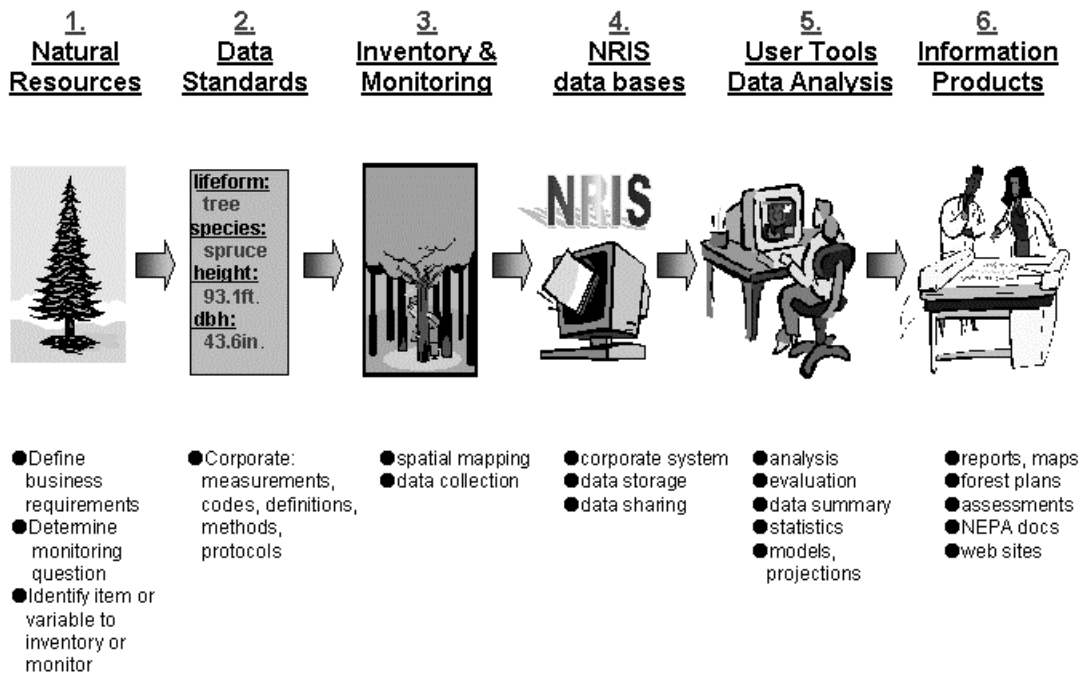 1.
Natural
Resources
2.
Data
Standards
3.
Inventory &
Monitoring
4.
NRIS
data bases
5.
User Tools
Data Analysis
6.
Information
Products
lifeform:
tree
species:
spruce
height:
93.1ft.
dbh:
43.6in.
NRIS
●Define
business
requirements
●Determine
monitoring
question
●Identify item or
variable to
inventory or
monitor
●Corporate:
measurements,
codes, definitions,
methods,
protocols
●spatial mapping
●data collection
●corporate system
●data storage
●data sharing
●analysis
●evaluation
●data summary
●statistics
●models,
projections
●reports, maps
●forest plans
●assessments
●NEPA docs
●web sites